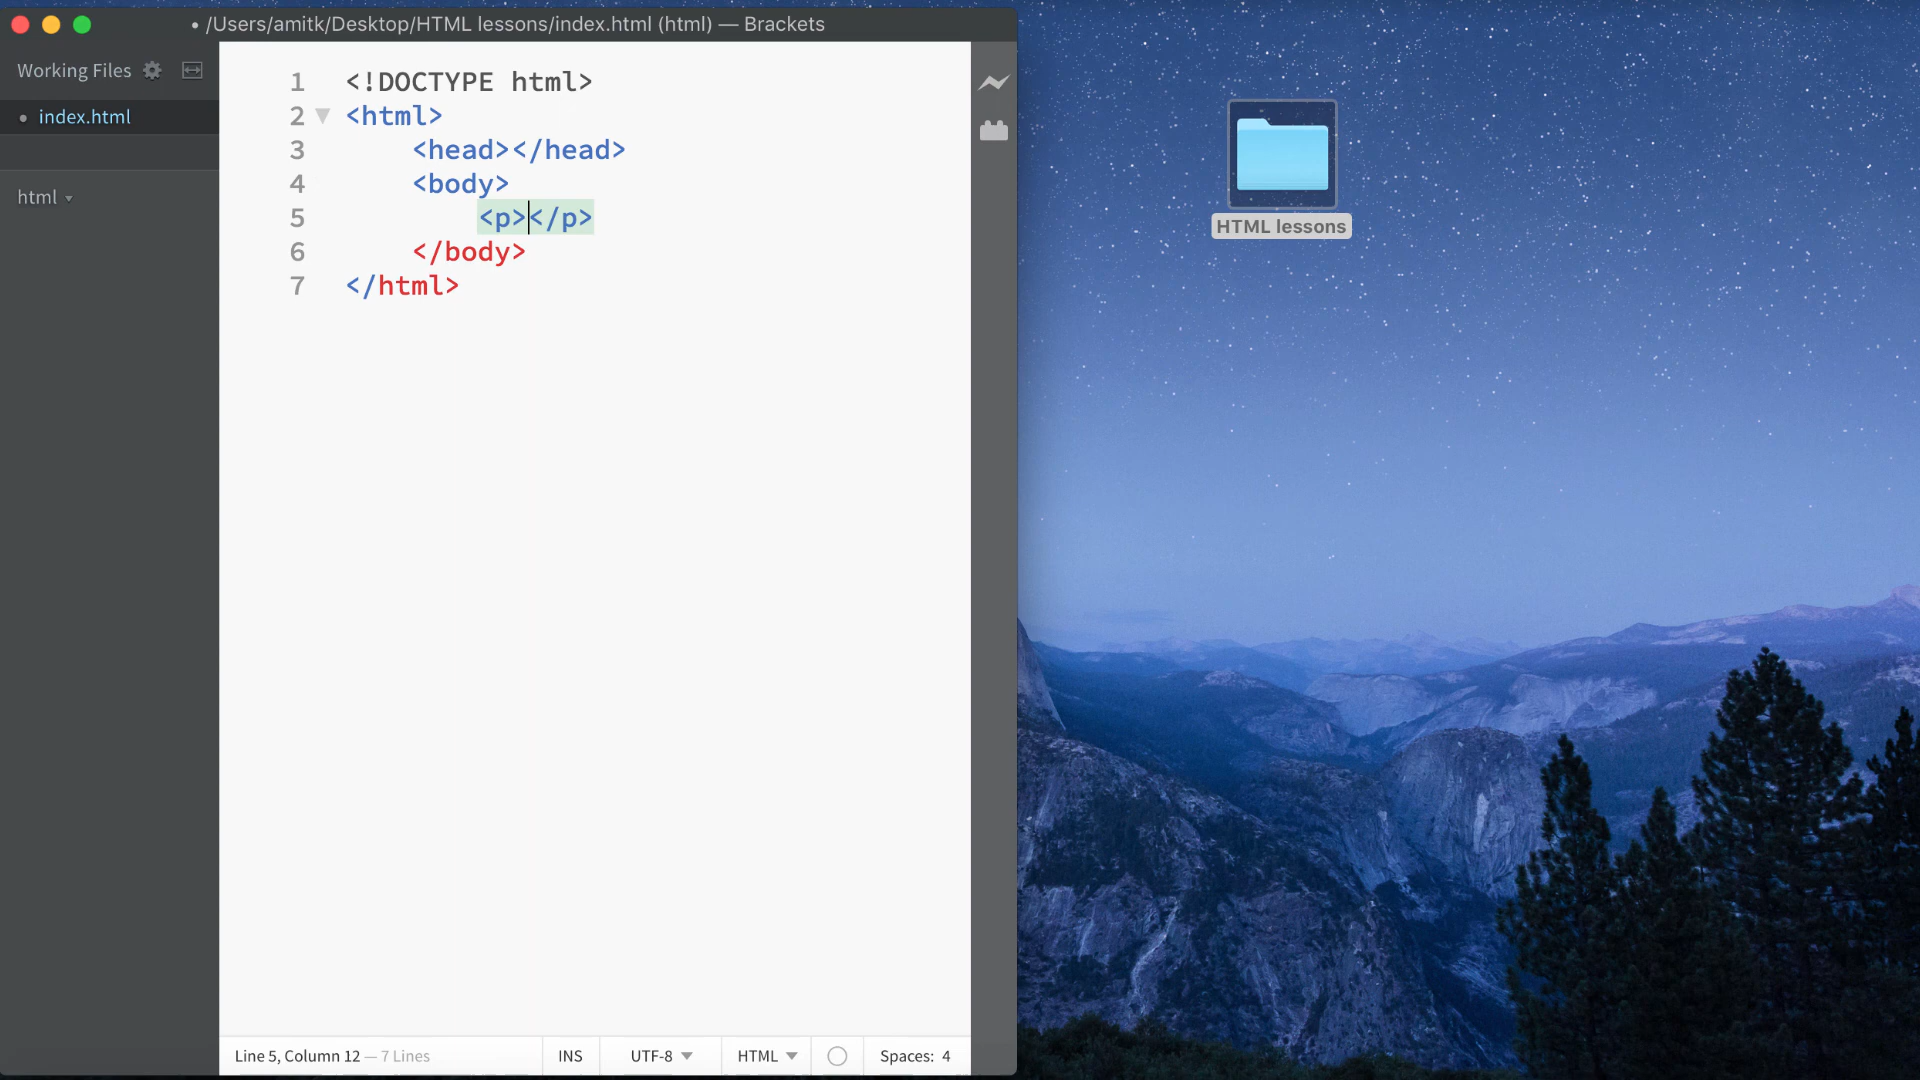 • /Users/amitk/Desktop/HTML lessons/index.html (html) — Brackets
Working Files
• index.html
html
1 <!DOCTYPE html>
2 <html>
3 <head></head>
4 <body>
5 <p></p>
6 </body>
7 </html>
HTML lessons
Line 5, Column 12 — 7 Lines
INS
UTF-8
HTML
Spaces: 4